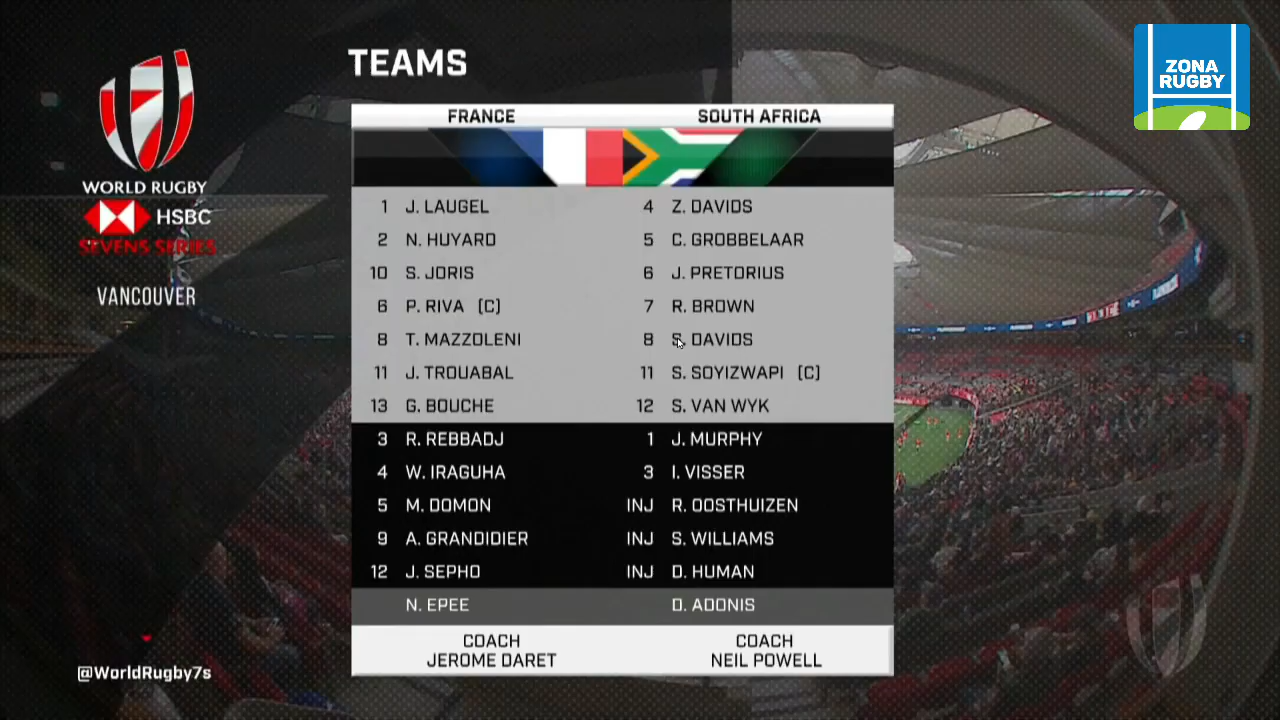 TEAMS
ZONA
RUGBY
WORLD RUGBY
HSBC
SEVENS SERIES
VANCOUVER
FRANCE SOUTH AFRICA
1 J. LAUGEL 4 Z. DAVIDS
2 N. HUYARD 5 C. GROBBELAAR
10 S. JORIS 6 J. PRETORIUS
6 P. RIVA (C) 7 R. BROWN
8 T. MAZZOLENI 8 S. DAVIDS
11 J. TROUABAL 11 S. SOYIZWAPI (C)
13 G. BOUCHE 12 S. VAN WYK
3 R. REBBADJ 1 J. MURPHY
4 W. IRAGUHA 3 I. VISSER
5 M. DOMON INJ R. OOSTHUIZEN
9 A. GRANDIDIER INJ S. WILLIAMS
12 J. SEPHO INJ D. HUMAN
N. EPEE D. ADONIS
COACH COACH
JEROME DARET NEIL POWELL
@WorldRugby7s